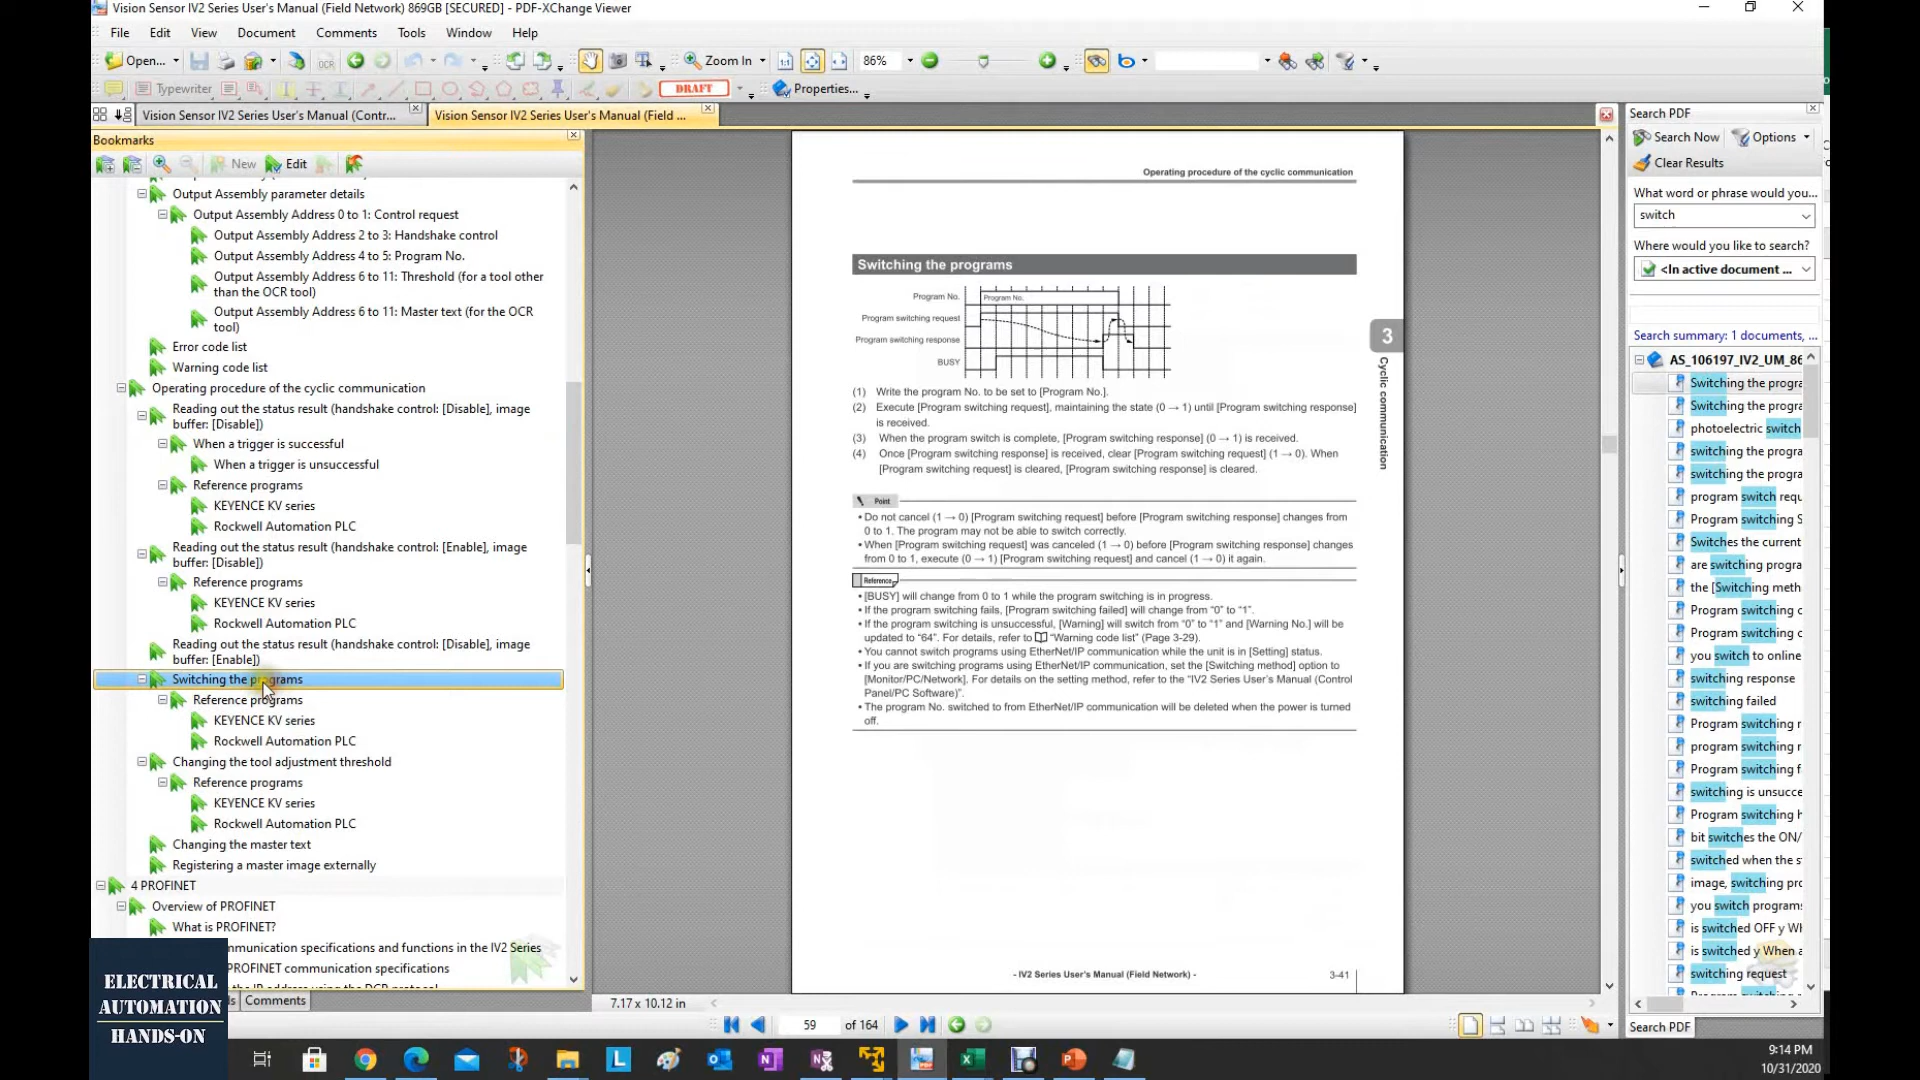 Vision Sensor IV2 Series User's Manual (Field Network) 869GB [SECURED] - PDF-XChange Viewer
File Edit View Document Comments Tools Window Help
Open... OCR Zoom In 86%
Typewriter DRAFT Properties...
Vision Sensor IV2 Series User's Manual (Contr... Vision Sensor IV2 Series User's Manual (Field ...
Bookmarks
New Edit
Output Assembly parameter details
Output Assembly Address 0 to 1: Control request
Output Assembly Address 2 to 3: Handshake control
Output Assembly Address 4 to 5: Program No.
Output Assembly Address 6 to 11: Threshold (for a tool other
than the OCR tool)
Output Assembly Address 6 to 11: Master text (for the OCR
tool)
Error code list
Warning code list
Operating procedure of the cyclic communication
Reading out the status result (handshake control: [Disable], image
buffer: [Disable])
When a trigger is successful
When a trigger is unsuccessful
Reference programs
KEYENCE KV series
Rockwell Automation PLC
Reading out the status result (handshake control: [Enable], image
buffer: [Disable])
Reference programs
KEYENCE KV series
Rockwell Automation PLC
Reading out the status result (handshake control: [Disable], image
buffer: [Enable])
Switching the programs
Reference programs
KEYENCE KV series
Rockwell Automation PLC
Changing the tool adjustment threshold
Reference programs
KEYENCE KV series
Rockwell Automation PLC
Changing the master text
Registering a master image externally
4 PROFINET
Overview of PROFINET
What is PROFINET?
mmunication specifications and functions in the IV2 Series
PROFINET communication specifications
Comments
ELECTRICAL
AUTOMATION
HANDS-ON
Operating procedure of the cyclic communication
Switching the programs
Program No. Program No.
Program switching request
Program switching response
BUSY
(1) Write the program No. to be set to [Program No.].
(2) Execute [Program switching request], maintaining the state (0 → 1) until [Program switching response]
is received.
(3) When the program switch is complete, [Program switching response] (0 → 1) is received.
(4) Once [Program switching response] is received, clear [Program switching request] (1 → 0). When
[Program switching request] is cleared, [Program switching response] is cleared.
Point
• Do not cancel (1 → 0) [Program switching request] before [Program switching response] changes from
0 to 1. The program may not be able to switch correctly.
• When [Program switching request] was canceled (1 → 0) before [Program switching response] changes
from 0 to 1, execute (0 → 1) [Program switching request] and cancel (1 → 0) it again.
Reference
• [BUSY] will change from 0 to 1 while the program switching is in progress.
• If the program switching fails, [Program switching failed] will change from “0” to “1”.
• If the program switching is unsuccessful, [Warning] will switch from “0” to “1” and [Warning No.] will be
updated to “64”. For details, refer to “Warning code list” (Page 3-29).
• You cannot switch programs using EtherNet/IP communication while the unit is in [Setting] status.
• If you are switching programs using EtherNet/IP communication, set the [Switching method] option to
[Monitor/PC/Network]. For details on the setting method, refer to the “IV2 Series User's Manual (Control
Panel/PC Software)”.
• The program No. switched to from EtherNet/IP communication will be deleted when the power is turned
off.
3
Cyclic communication
- IV2 Series User's Manual (Field Network) - 3-41
7.17 x 10.12 in
59 of 164
Search PDF
Search Now Options
Clear Results
What word or phrase would you...
switch
Where would you like to search?
<In active document ...
Search summary: 1 documents,
AS_106197_IV2_UM_86
Switching the progra
Switching the progra
photoelectric switch
switching the progra
switching the progra
program switch requ
Program switching S
Switches the current
are switching progra
the [Switching meth
Program switching c
Program switching c
you switch to online
switching response
switching failed
Program switching r
program switching r
Program switching f
switching is unsucce
Program switching h
bit switches the ON/
switched when the s
image, switching pro
you switch programs
is switched OFF y Wh
is switched y When a
switching request
Search PDF
9:14 PM
10/31/2020